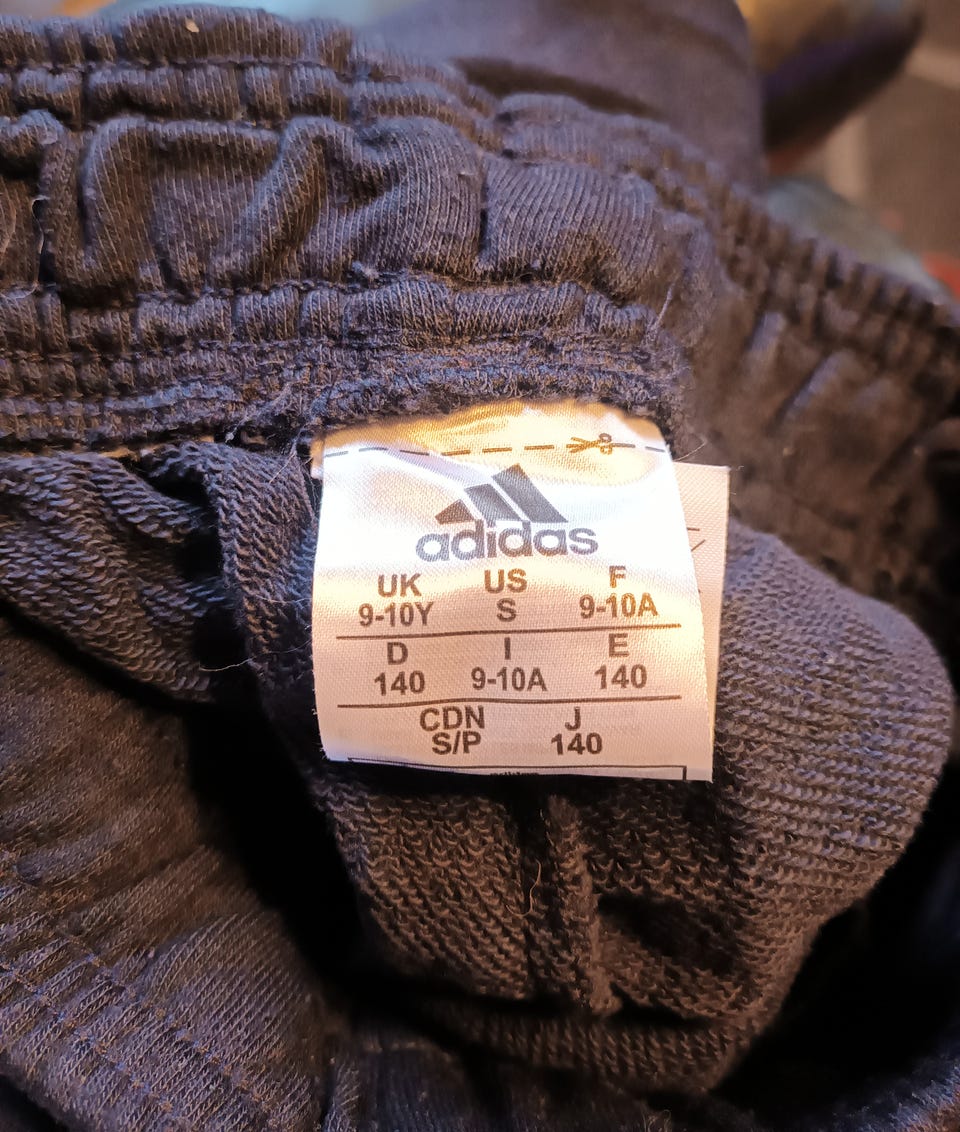 adidas
UK US F
9-10Y S 9-10A
D I E
140 9-10A 140
CDN J
S/P 140